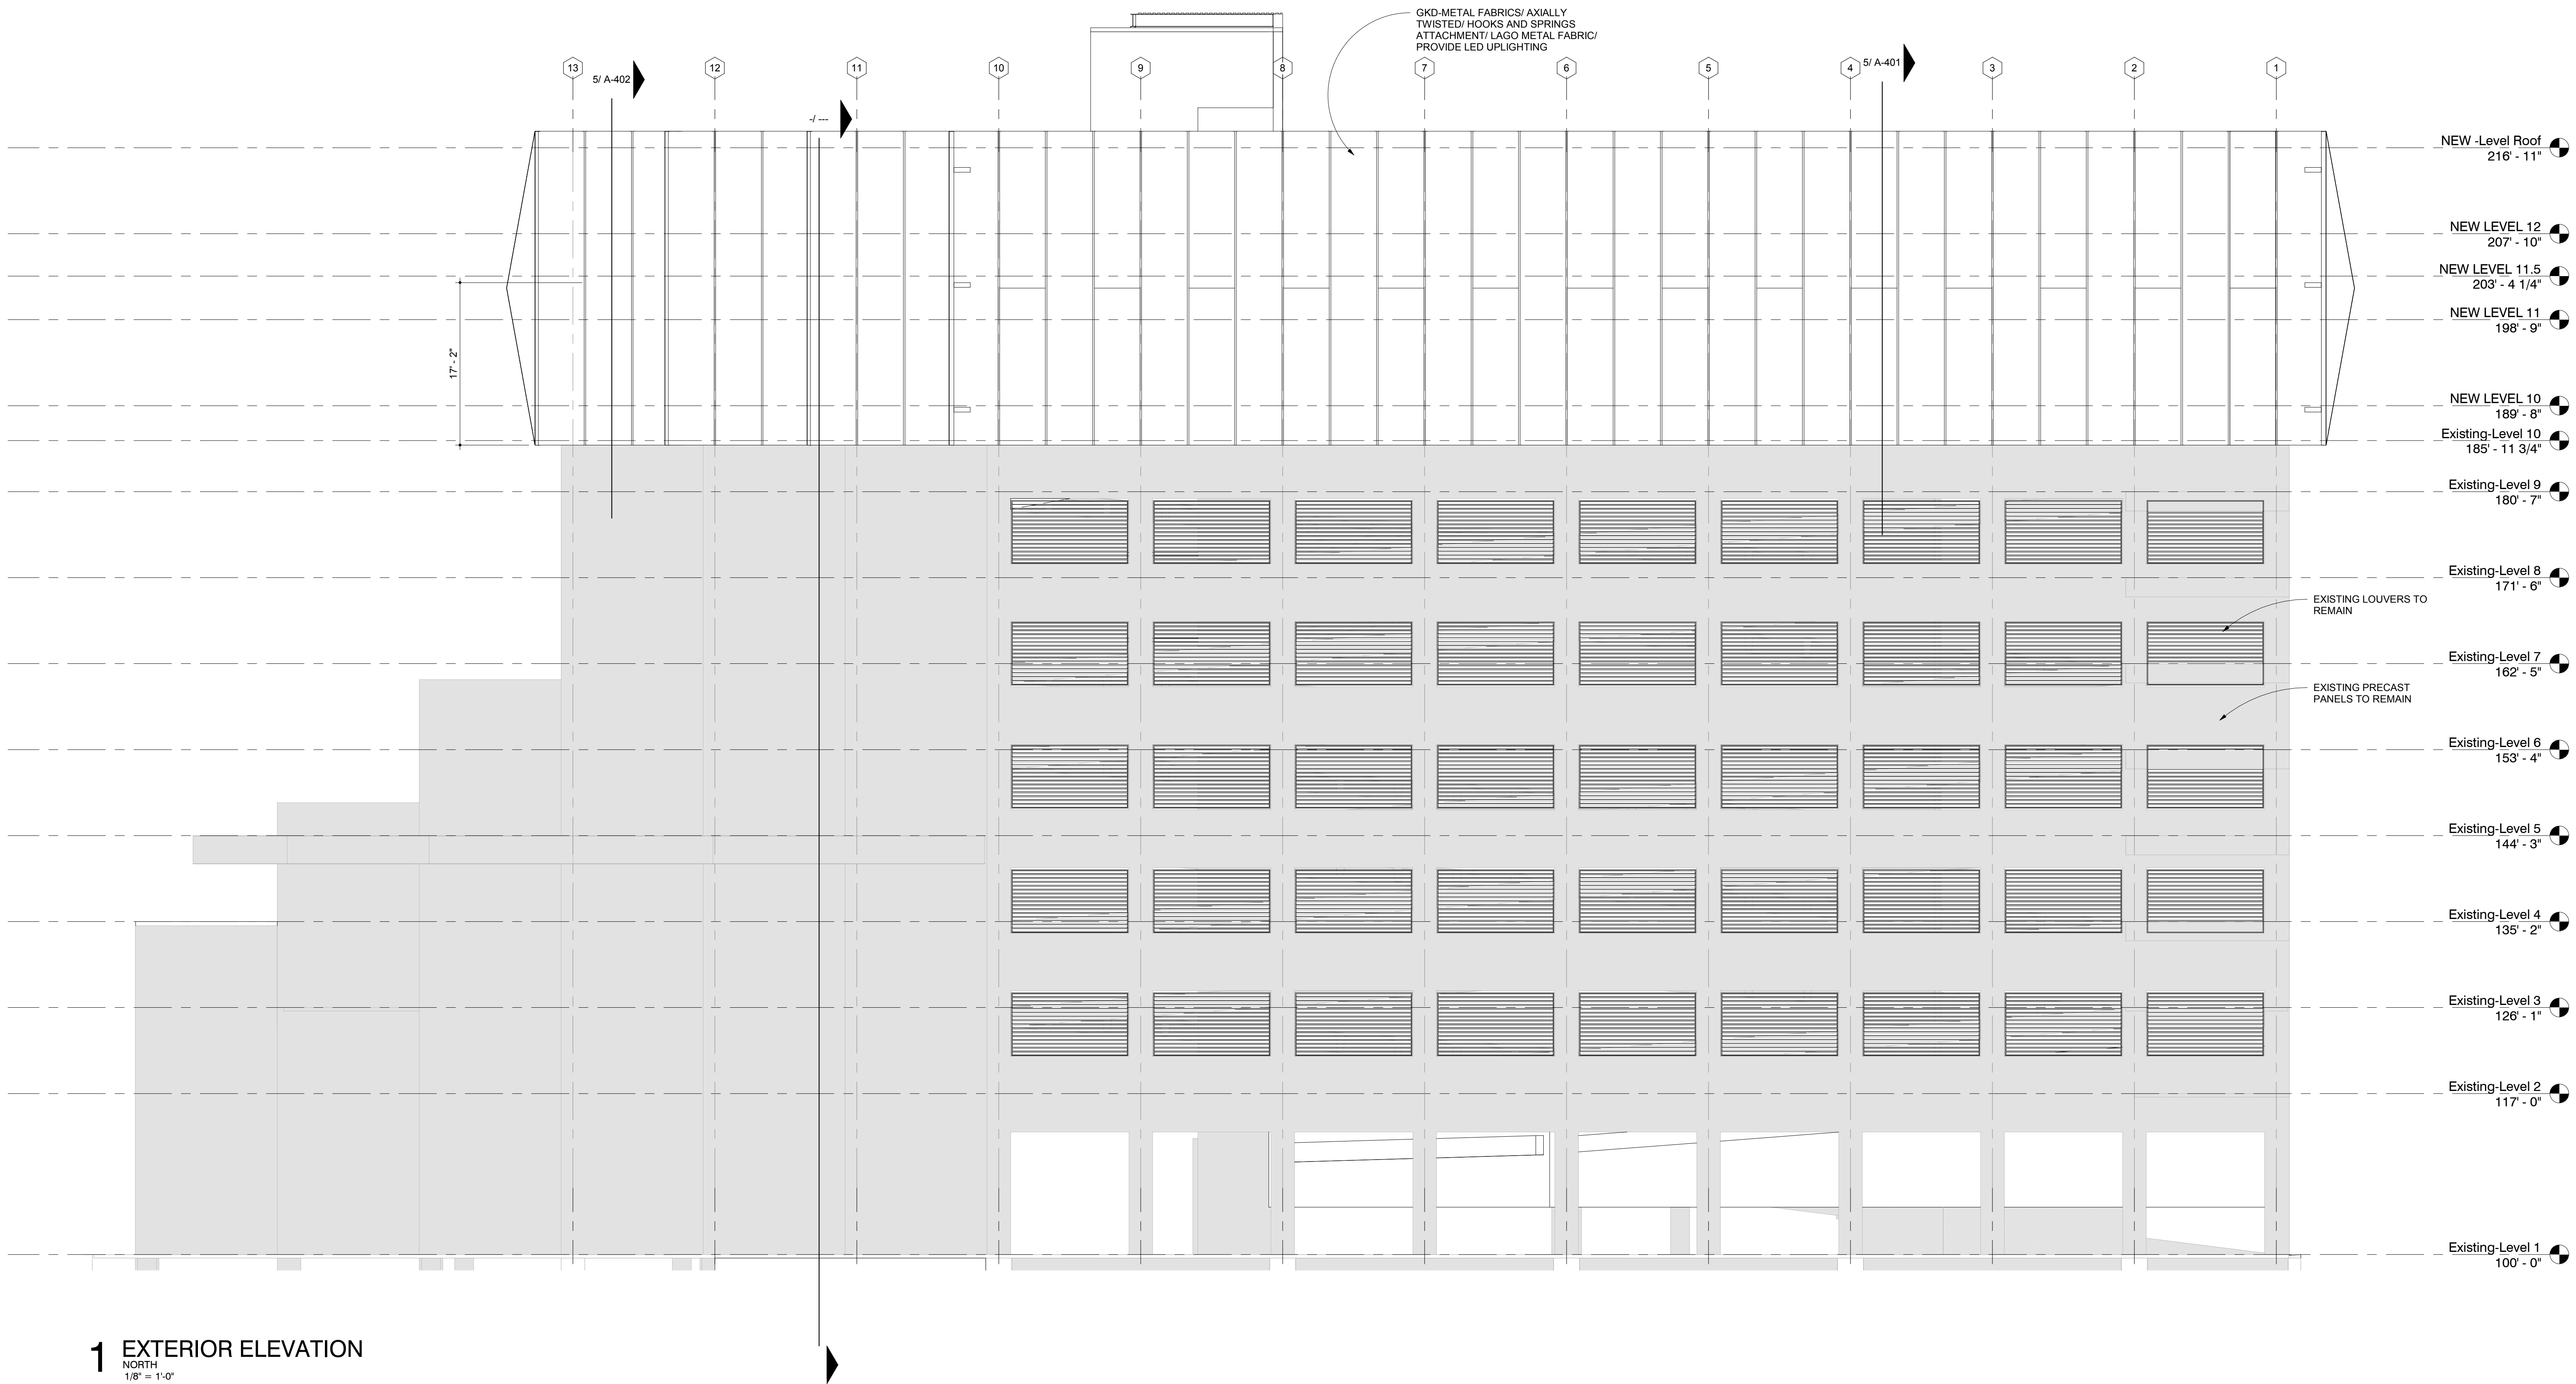 GKD-METAL FABRICS/ AXIALLY
TWISTED/ HOOKS AND SPRINGS
ATTACHMENT/ LAGO METAL FABRIC/
PROVIDE LED UPLIGHTING
13
5/ A-402
12
11
10
9
8
7
6
5
4
5/ A-401
3
2
1
-/ ---
NEW -Level Roof
216' - 11"
NEW LEVEL 12
207' - 10"
NEW LEVEL 11.5
203' - 4 1/4"
NEW LEVEL 11
198' - 9"
17' - 2"
NEW LEVEL 10
189' - 8"
Existing-Level 10
185' - 11 3/4"
Existing-Level 9
180' - 7"
Existing-Level 8
171' - 6"
EXISTING LOUVERS TO
REMAIN
Existing-Level 7
162' - 5"
EXISTING PRECAST
PANELS TO REMAIN
Existing-Level 6
153' - 4"
Existing-Level 5
144' - 3"
Existing-Level 4
135' - 2"
Existing-Level 3
126' - 1"
Existing-Level 2
117' - 0"
Existing-Level 1
100' - 0"
1 EXTERIOR ELEVATION
NORTH
1/8" = 1'-0"